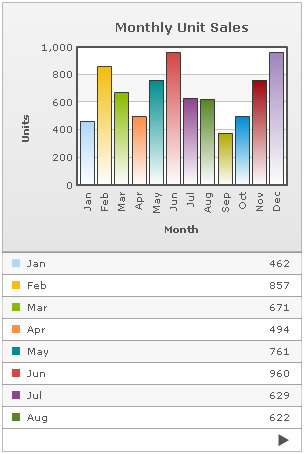 Monthly Unit Sales
1,000
800
600
400
200
0
Units
Jan Feb Mar Apr May Jun Jul Aug Sep Oct Nov Dec
Month
Jan 462
Feb 857
Mar 671
Apr 494
May 761
Jun 960
Jul 629
Aug 622